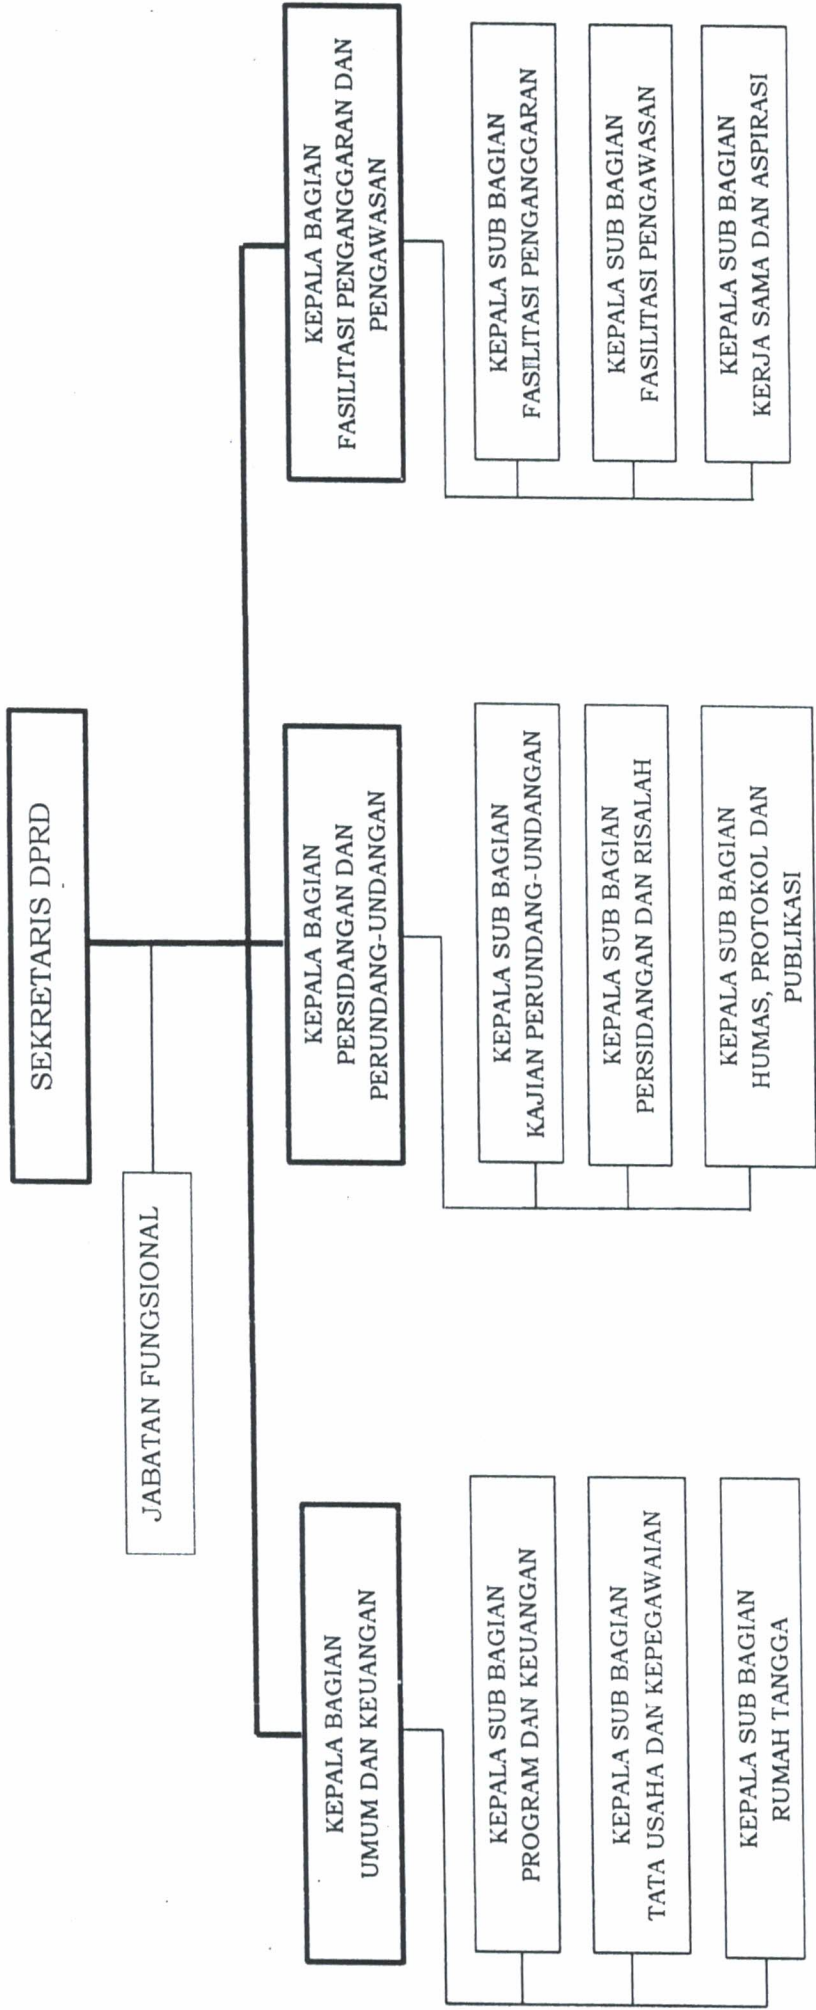 SEKRETARIS DPRD
JABATAN FUNGSIONAL
KEPALA BAGIAN
UMUM DAN KEUANGAN
KEPALA SUB BAGIAN
PROGRAM DAN KEUANGAN
KEPALA SUB BAGIAN
TATA USAHA DAN KEPEGAWAIAN
KEPALA SUB BAGIAN
RUMAH TANGGA
KEPALA BAGIAN
PERSIDANGAN DAN
PERUNDANG-UNDANGAN
KEPALA SUB BAGIAN
KAJIAN PERUNDANG-UNDANGAN
KEPALA SUB BAGIAN
PERSIDANGAN DAN RISALAH
KEPALA SUB BAGIAN
HUMAS, PROTOKOL DAN
PUBLIKASI
KEPALA BAGIAN
FASILITASI PENGANGGARAN DAN
PENGAWASAN
KEPALA SUB BAGIAN
FASILITASI PENGANGGARAN
KEPALA SUB BAGIAN
FASILITASI PENGAWASAN
KEPALA SUB BAGIAN
KERJA SAMA DAN ASPIRASI